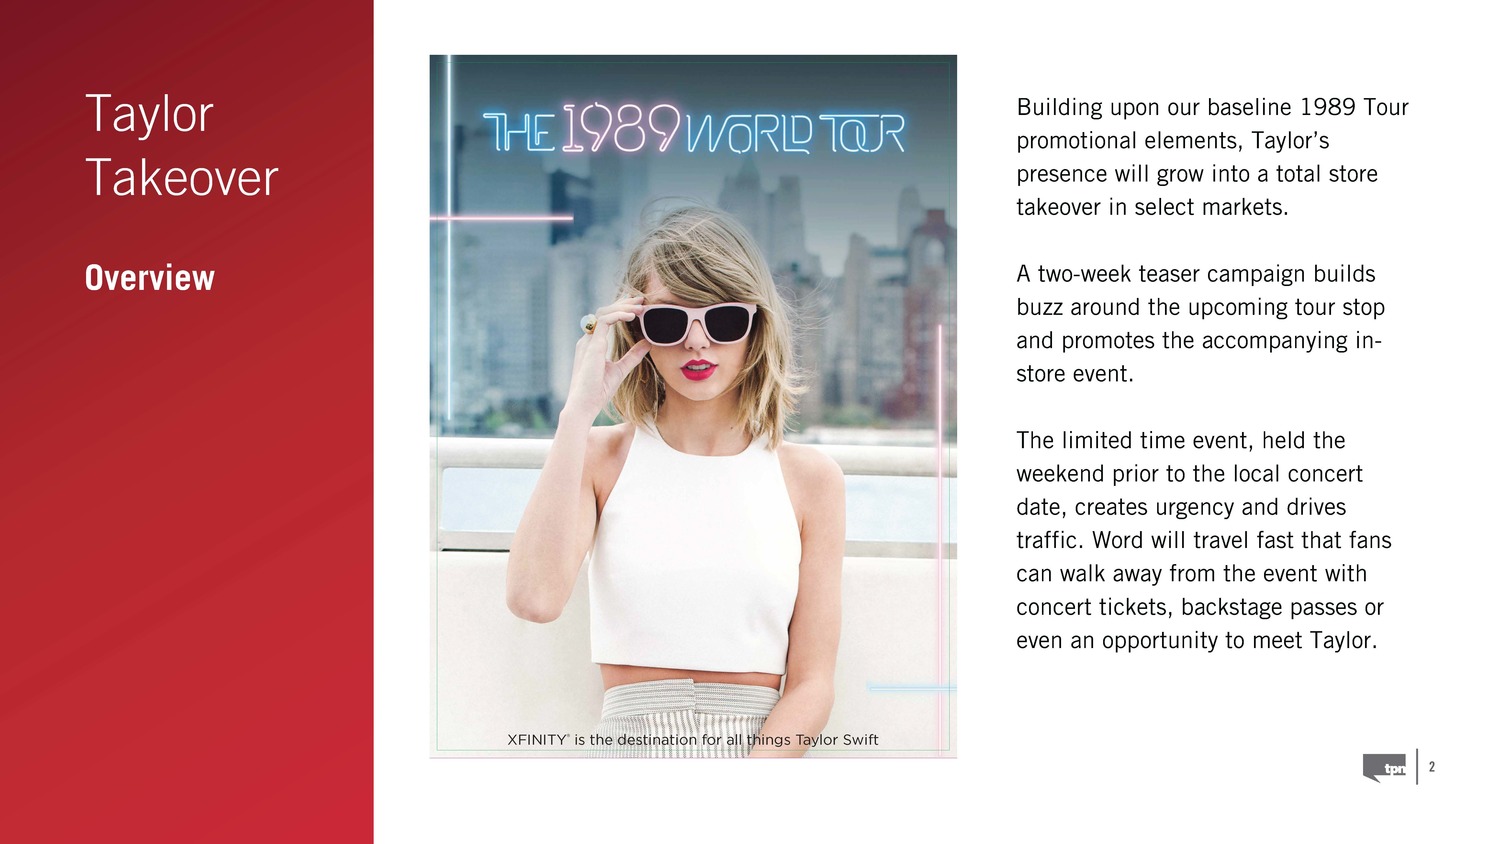 Taylor
Takeover
Overview
THE 1989 WORLD TOUR
XFINITY® is the destination for all things Taylor Swift
Building upon our baseline 1989 Tour
promotional elements, Taylor’s
presence will grow into a total store
takeover in select markets.
A two-week teaser campaign builds
buzz around the upcoming tour stop
and promotes the accompanying in-
store event.
The limited time event, held the
weekend prior to the local concert
date, creates urgency and drives
traffic. Word will travel fast that fans
can walk away from the event with
concert tickets, backstage passes or
even an opportunity to meet Taylor.
tpn
2